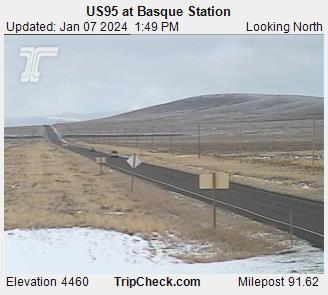 US95 at Basque Station
Updated: Jan 07 2024 1:49 PM Looking North
Elevation 4460 TripCheck.com Milepost 91.62